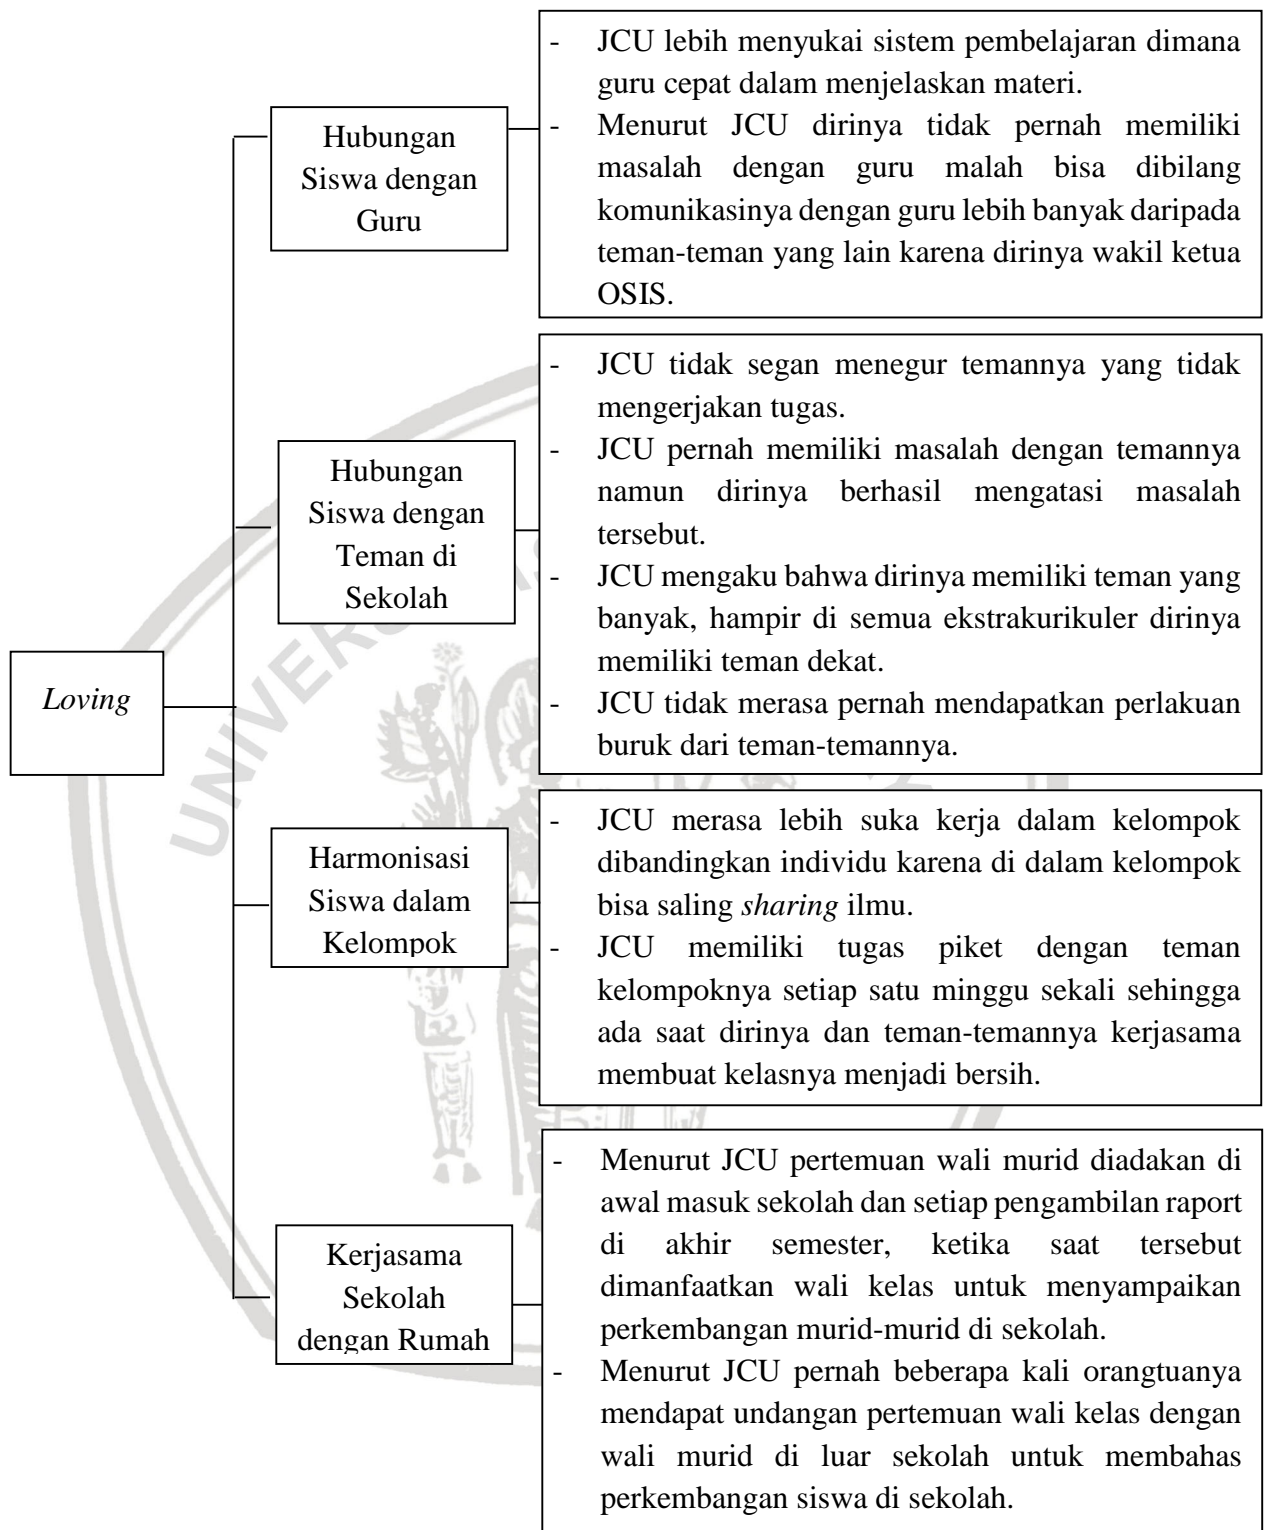 Loving
Hubungan
Siswa dengan
Guru
- JCU lebih menyukai sistem pembelajaran dimana
guru cepat dalam menjelaskan materi.
- Menurut JCU dirinya tidak pernah memiliki
masalah dengan guru malah bisa dibilang
komunikasinya dengan guru lebih banyak daripada
teman-teman yang lain karena dirinya wakil ketua
OSIS.
Hubungan
Siswa dengan
Teman di
Sekolah
- JCU tidak segan menegur temannya yang tidak
mengerjakan tugas.
- JCU pernah memiliki masalah dengan temannya
namun dirinya berhasil mengatasi masalah
tersebut.
- JCU mengaku bahwa dirinya memiliki teman yang
banyak, hampir di semua ekstrakurikuler dirinya
memiliki teman dekat.
- JCU tidak merasa pernah mendapatkan perlakuan
buruk dari teman-temannya.
Harmonisasi
Siswa dalam
Kelompok
- JCU merasa lebih suka kerja dalam kelompok
dibandingkan individu karena di dalam kelompok
bisa saling sharing ilmu.
- JCU memiliki tugas piket dengan teman
kelompoknya setiap satu minggu sekali sehingga
ada saat dirinya dan teman-temannya kerjasama
membuat kelasnya menjadi bersih.
Kerjasama
Sekolah
dengan Rumah
- Menurut JCU pertemuan wali murid diadakan di
awal masuk sekolah dan setiap pengambilan raport
di akhir semester, ketika saat tersebut
dimanfaatkan wali kelas untuk menyampaikan
perkembangan murid-murid di sekolah.
- Menurut JCU pernah beberapa kali orangtuanya
mendapat undangan pertemuan wali kelas dengan
wali murid di luar sekolah untuk membahas
perkembangan siswa di sekolah.